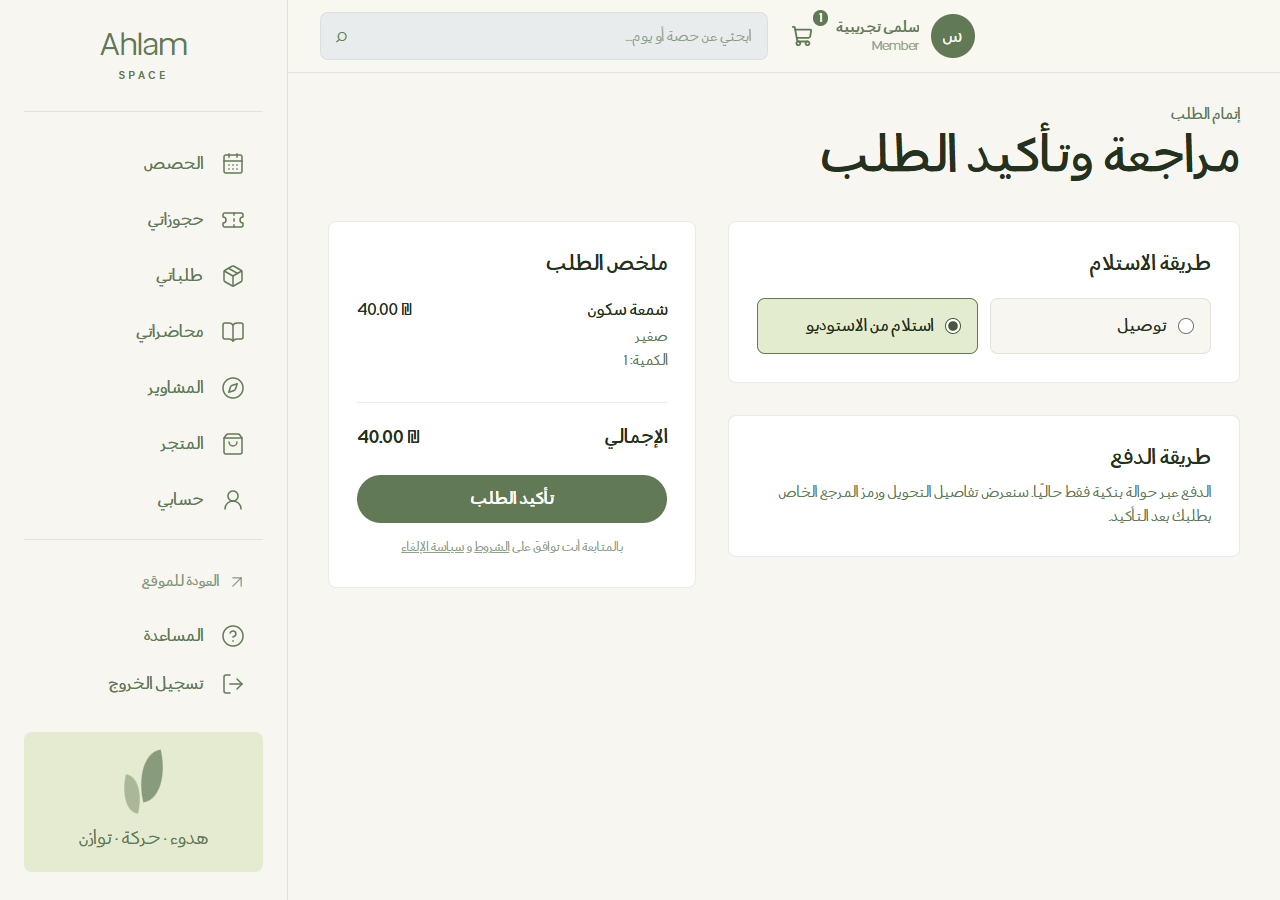 Ahlam
SPACE
الحصص
حجوزاتي
طلباتي
محاضراتي
المشاوير
المتجر
حسابي
العودة للموقع
المساعدة
تسجيل الخروج
هدوء · حركة · توازن
س
سلمى تجريبية
Member
1
ابحثي عن حصة أو يوم...
إتمام الطلب
مراجعة وتأكيد الطلب
طريقة الاستلام
توصيل
استلام من الاستوديو
طريقة الدفع
الدفع عبر حوالة بنكية فقط حاليًا. سنعرض تفاصيل التحويل ورمز المرجع الخاص
بطلبك بعد التأكيد.
ملخص الطلب
شمعة سكون
40.00 ₪
صغير
الكمية: 1
الإجمالي
40.00 ₪
تأكيد الطلب
بالمتابعة أنت توافق على الشروط و سياسة الإلغاء